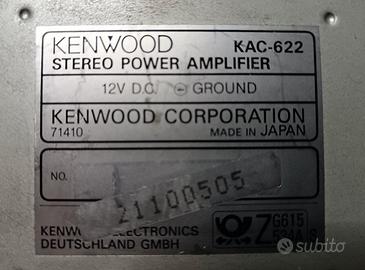 KENWOOD KAC-622
STEREO POWER AMPLIFIER
12V D.C. ⊖ GROUND
KENWOOD CORPORATION
71410 MADE IN JAPAN
NO.
21100505
KENWOOD ELECTRONICS
DEUTSCHLAND GMBH
Z G615
534A S
subito